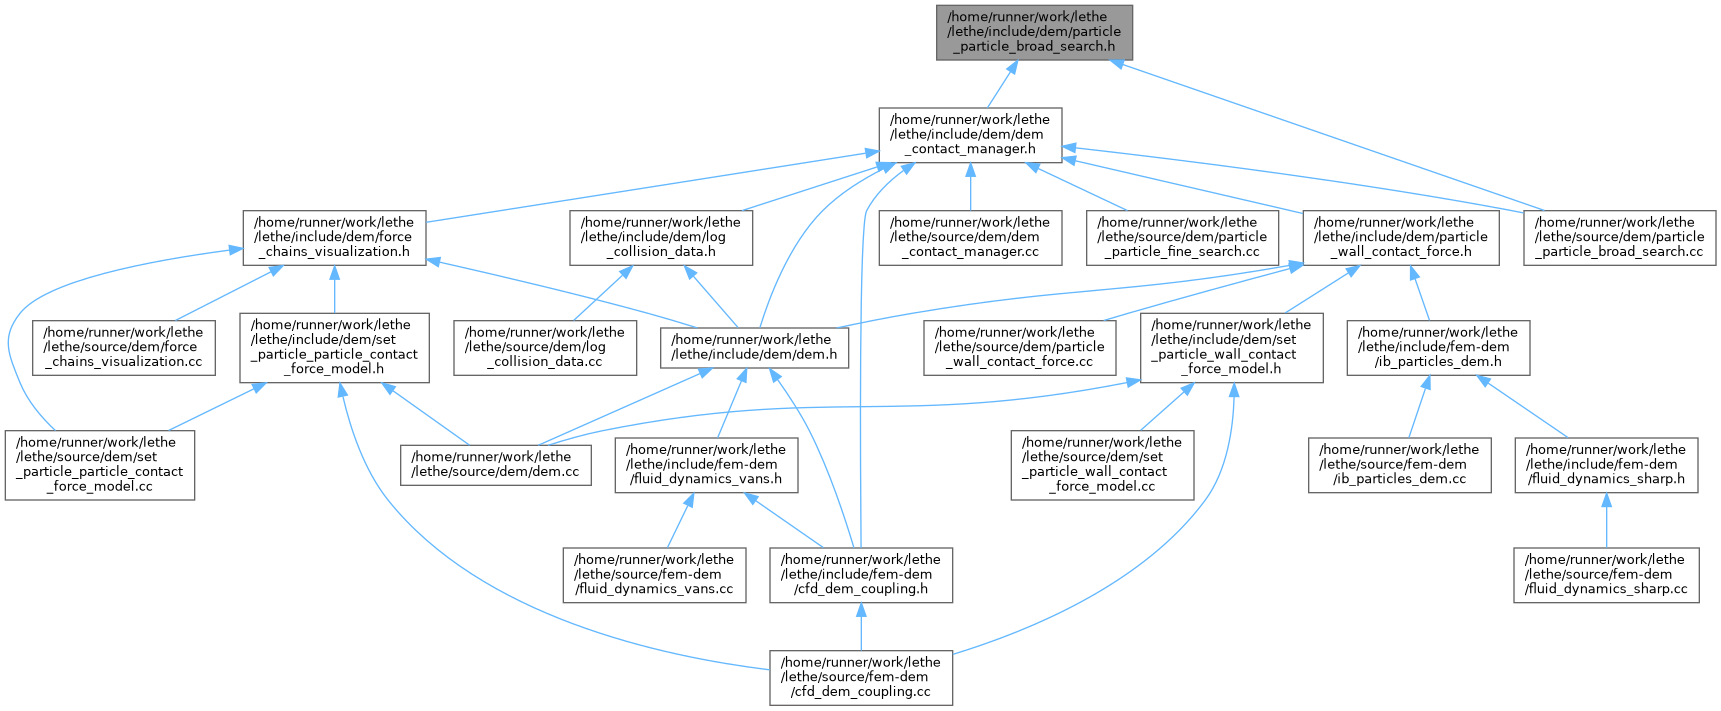 /home/runner/work/lethe
/lethe/include/dem/particle
_particle_broad_search.h
/home/runner/work/lethe
/lethe/include/dem/dem
_contact_manager.h
/home/runner/work/lethe
/lethe/include/dem/force
_chains_visualization.h
/home/runner/work/lethe
/lethe/include/dem/log
_collision_data.h
/home/runner/work/lethe
/lethe/source/dem/dem
_contact_manager.cc
/home/runner/work/lethe
/lethe/source/dem/particle
_particle_fine_search.cc
/home/runner/work/lethe
/lethe/include/dem/particle
_wall_contact_force.h
/home/runner/work/lethe
/lethe/source/dem/particle
_particle_broad_search.cc
/home/runner/work/lethe
/lethe/source/dem/force
_chains_visualization.cc
/home/runner/work/lethe
/lethe/include/dem/set
_particle_particle_contact
_force_model.h
/home/runner/work/lethe
/lethe/source/dem/log
_collision_data.cc
/home/runner/work/lethe
/lethe/include/dem/dem.h
/home/runner/work/lethe
/lethe/source/dem/particle
_wall_contact_force.cc
/home/runner/work/lethe
/lethe/include/dem/set
_particle_wall_contact
_force_model.h
/home/runner/work/lethe
/lethe/include/fem-dem
/ib_particles_dem.h
/home/runner/work/lethe
/lethe/source/dem/set
_particle_particle_contact
_force_model.cc
/home/runner/work/lethe
/lethe/source/dem/dem.cc
/home/runner/work/lethe
/lethe/include/fem-dem
/fluid_dynamics_vans.h
/home/runner/work/lethe
/lethe/source/dem/set
_particle_wall_contact
_force_model.cc
/home/runner/work/lethe
/lethe/source/fem-dem
/ib_particles_dem.cc
/home/runner/work/lethe
/lethe/include/fem-dem
/fluid_dynamics_sharp.h
/home/runner/work/lethe
/lethe/source/fem-dem
/fluid_dynamics_vans.cc
/home/runner/work/lethe
/lethe/include/fem-dem
/cfd_dem_coupling.h
/home/runner/work/lethe
/lethe/source/fem-dem
/fluid_dynamics_sharp.cc
/home/runner/work/lethe
/lethe/source/fem-dem
/cfd_dem_coupling.cc